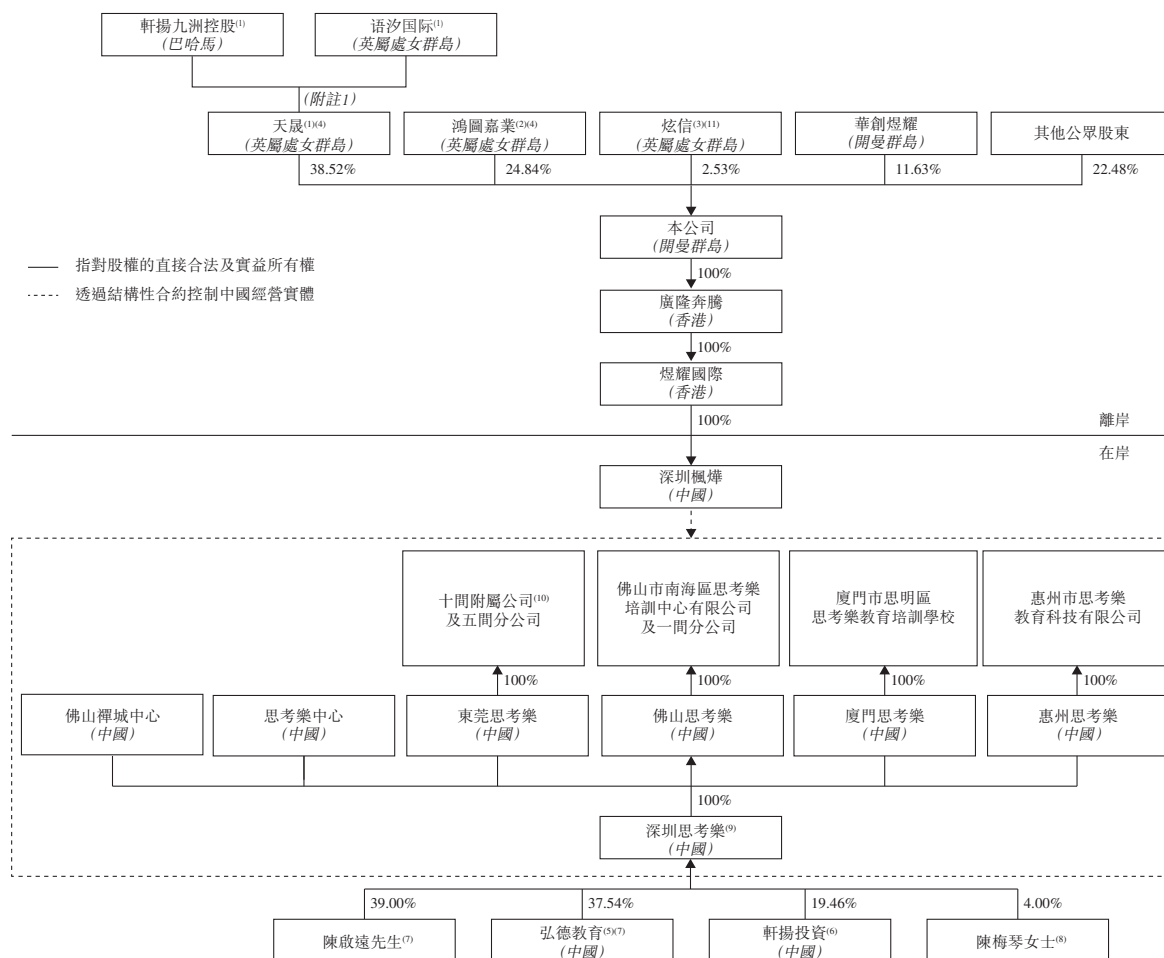 軒揚九洲控股(1)
(巴哈馬)
语汐国际(1)
(英屬處女群島)
(附註1)
天晟(1)(4)
(英屬處女群島)
鴻圖嘉業(2)(4)
(英屬處女群島)
炫信(3)(11)
(英屬處女群島)
華創煜耀
(開曼群島)
其他公眾股東
38.52%
24.84%
2.53%
11.63%
22.48%
本公司
(開曼群島)
指對股權的直接合法及實益所有權
透過結構性合約控制中國經營實體
100%
廣隆奔騰
(香港)
100%
煜耀國際
(香港)
100%
離岸
在岸
深圳楓燁
(中國)
十間附屬公司(10)
及五間分公司
佛山市南海區思考樂
培訓中心有限公司
及一間分公司
廈門市思明區
思考樂教育培訓學校
惠州市思考樂
教育科技有限公司
100%
100%
100%
100%
佛山禪城中心
(中國)
思考樂中心
(中國)
東莞思考樂
(中國)
佛山思考樂
(中國)
廈門思考樂
(中國)
惠州思考樂
(中國)
100%
深圳思考樂(9)
(中國)
39.00%
37.54%
19.46%
4.00%
陳啟遠先生(7)
弘德教育(5)(7)
(中國)
軒揚投資(6)
(中國)
陳梅琴女士(8)